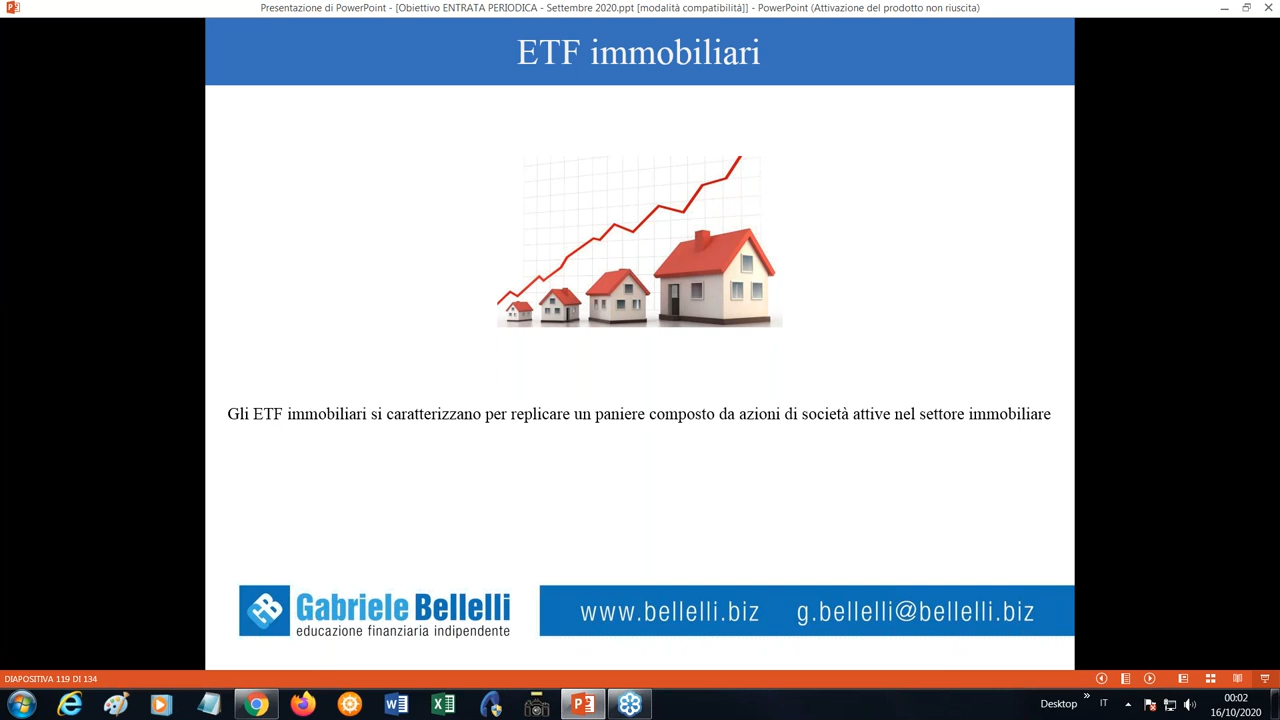 Presentazione di PowerPoint - [Obiettivo ENTRATA PERIODICA - Settembre 2020.ppt [modalità compatibilità]] - PowerPoint (Attivazione del prodotto non riuscita)
ETF immobiliari
Gli ETF immobiliari si caratterizzano per replicare un paniere composto da azioni di società attive nel settore immobiliare
Gabriele Bellelli
educazione finanziaria indipendente
www.bellelli.biz g.bellelli@bellelli.biz
DIAPOSITIVA 119 DI 134
Desktop » IT 00:02
16/10/2020